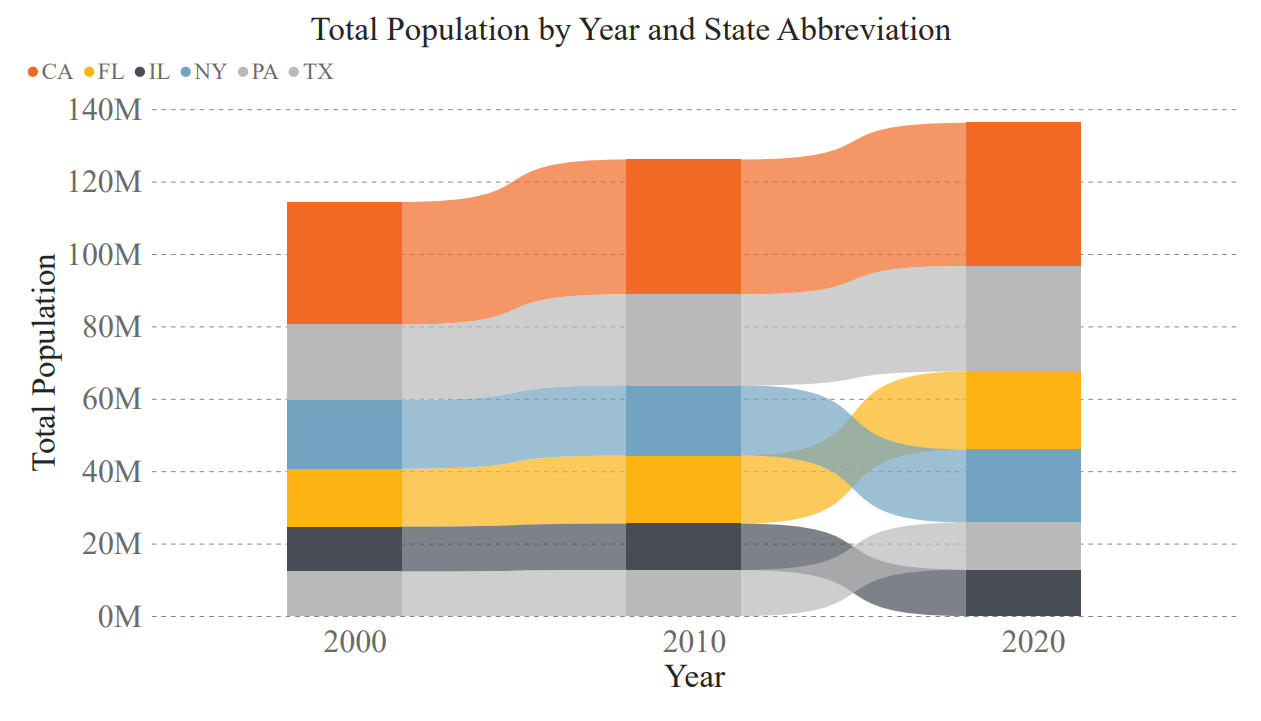 Total Population by Year and State Abbreviation
CA FL IL NY PA TX
140M
120M
100M
80M
60M
40M
20M
0M
Total Population
2000 2010 2020
Year